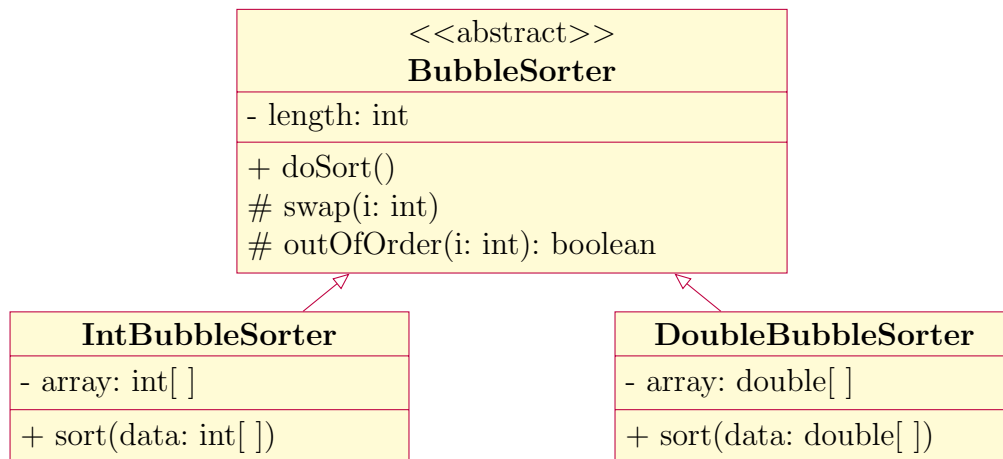 <<abstract>>
BubbleSorter
- length: int
+ doSort()
# swap(i: int)
# outOfOrder(i: int): boolean
IntBubbleSorter
- array: int[ ]
+ sort(data: int[ ])
DoubleBubbleSorter
- array: double[ ]
+ sort(data: double[ ])